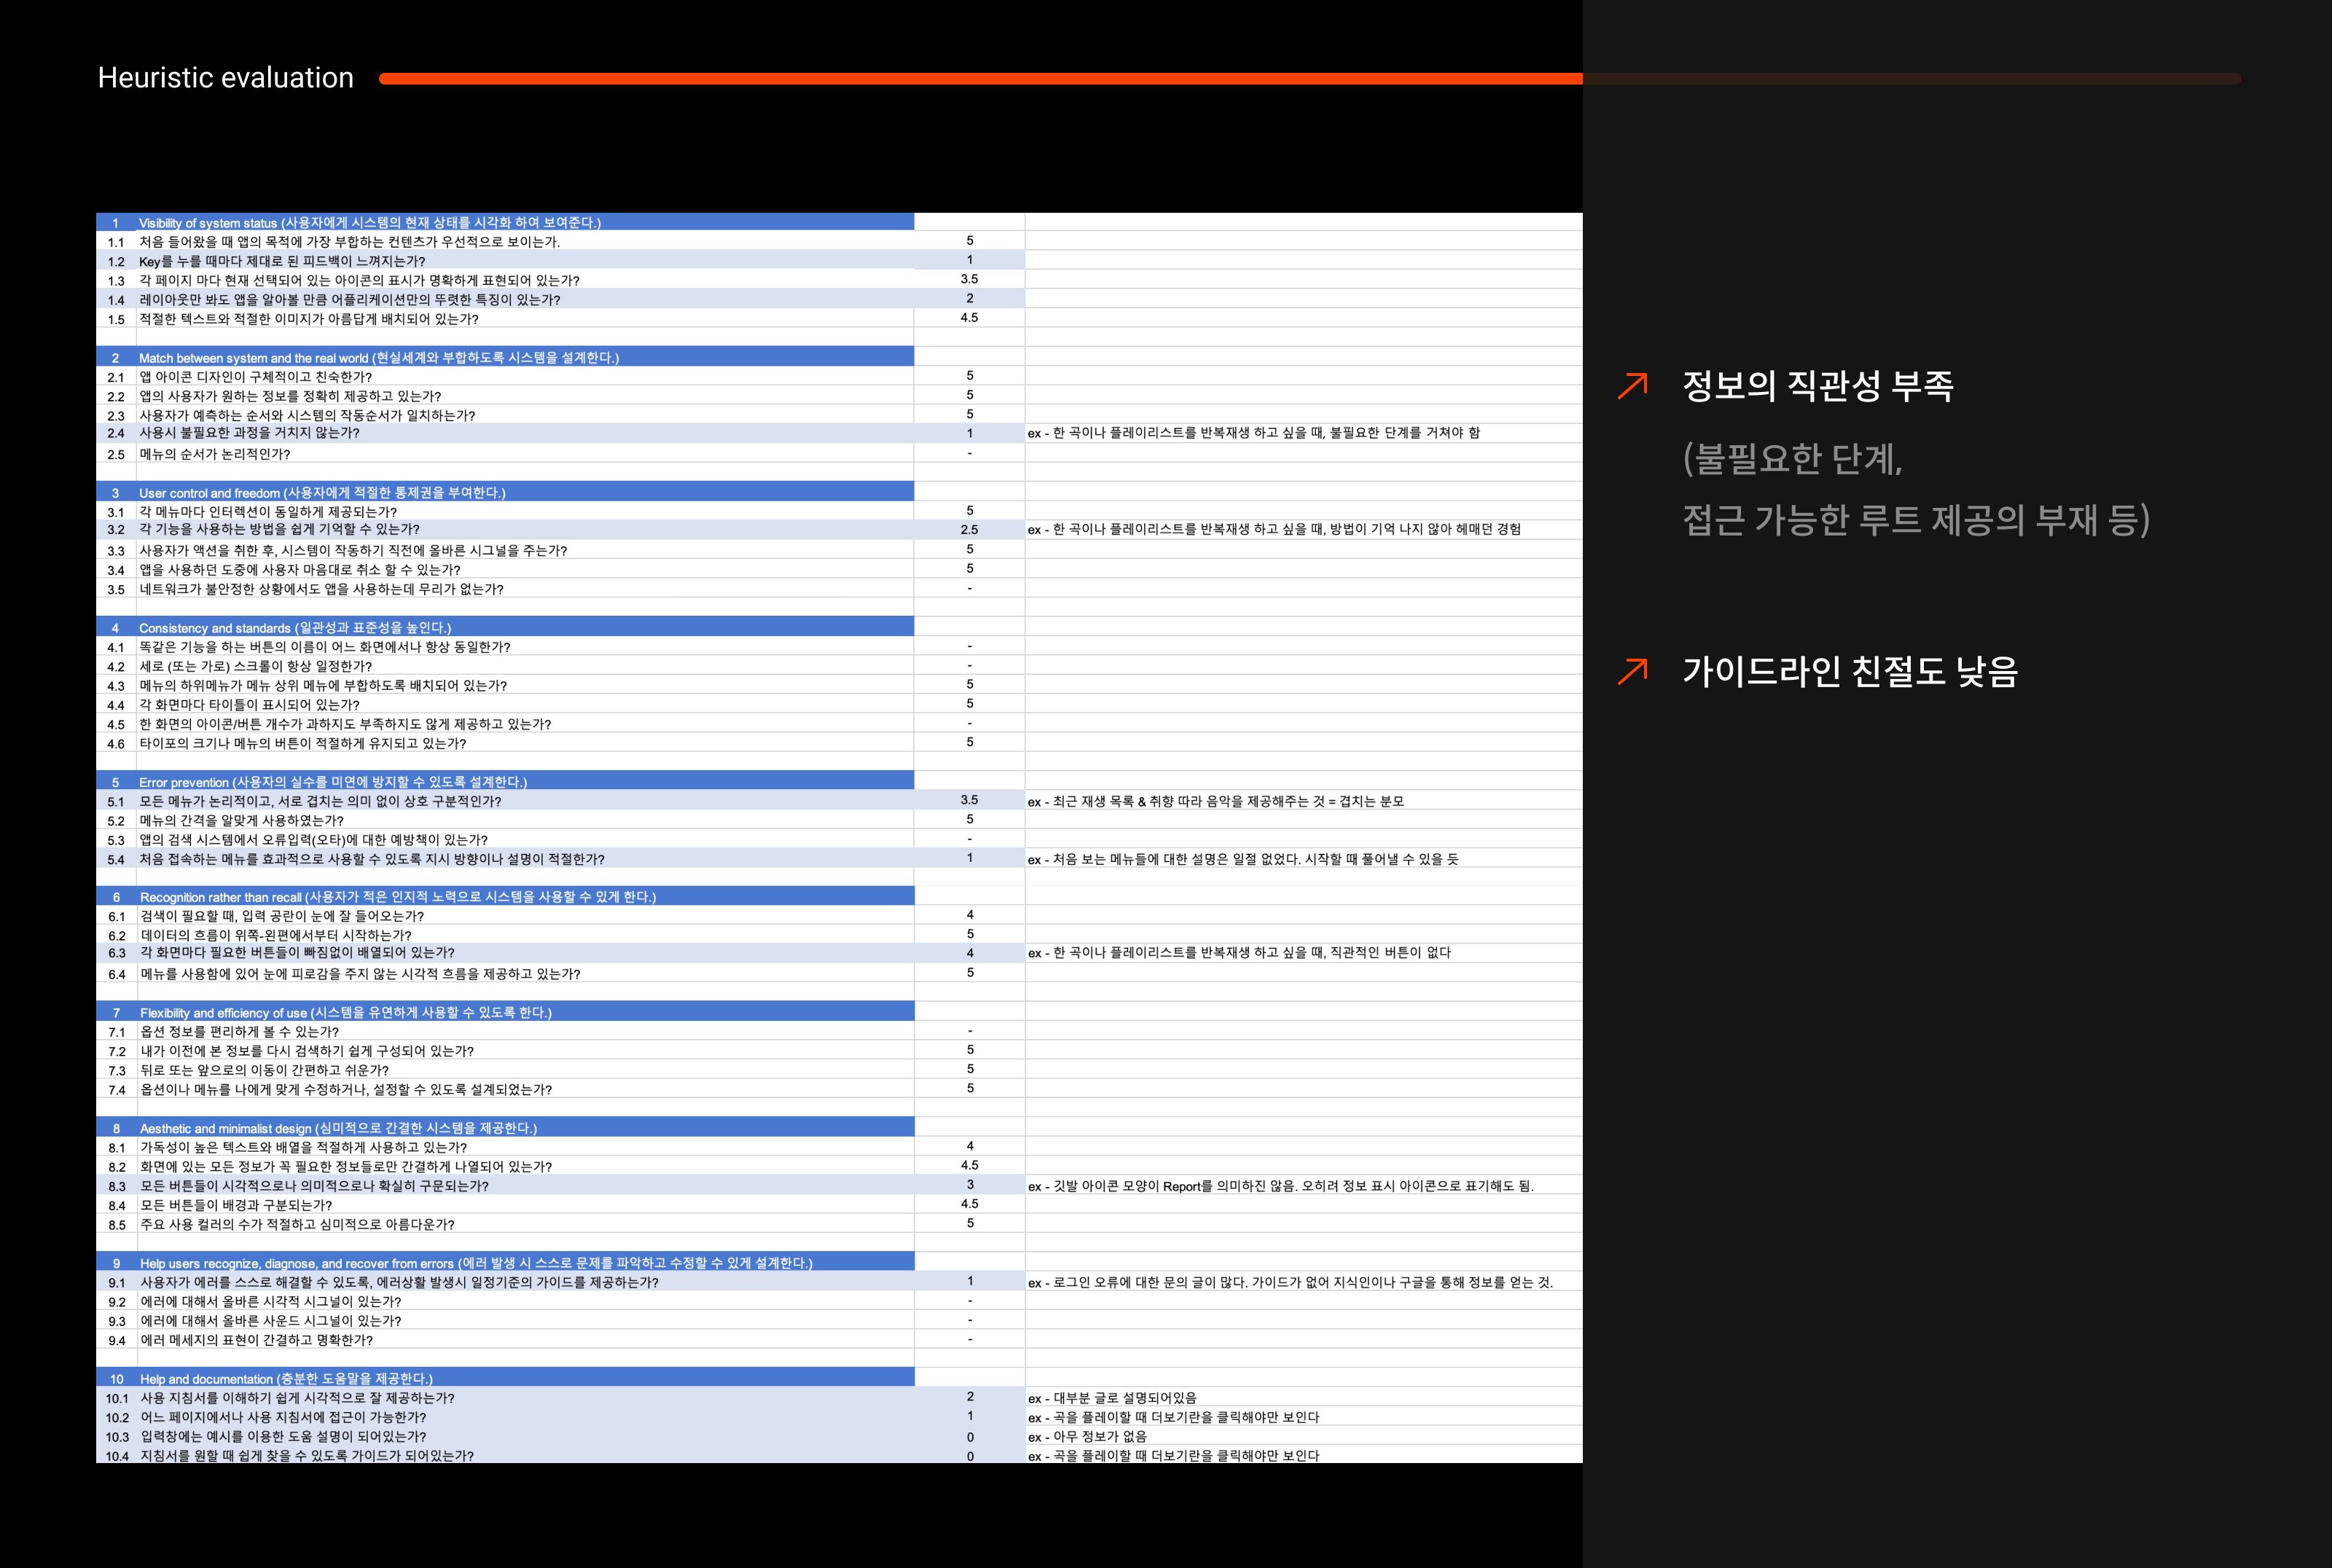 Heuristic evaluation
1 Visibility of system status (사용자에게 시스템의 현재 상태를 시각화 하여 보여준다.)
1.1 처음 들어왔을 때 앱의 목적에 가장 부합하는 컨텐츠가 우선적으로 보이는가. 5
1.2 Key를 누를 때마다 제대로 된 피드백이 느껴지는가? 1
1.3 각 페이지 마다 현재 선택되어 있는 아이콘의 표시가 명확하게 표현되어 있는가? 3.5
1.4 레이아웃만 봐도 앱을 알아볼 만큼 어플리케이션만의 뚜렷한 특징이 있는가? 2
1.5 적절한 텍스트와 적절한 이미지가 아름답게 배치되어 있는가? 4.5
2 Match between system and the real world (현실세계와 부합하도록 시스템을 설계한다.)
2.1 앱 아이콘 디자인이 구체적이고 친숙한가? 5
2.2 앱의 사용자가 원하는 정보를 정확히 제공하고 있는가? 5
2.3 사용자가 예측하는 순서와 시스템의 작동순서가 일치하는가? 5
2.4 사용시 불필요한 과정을 거치지 않는가? 1 ex - 한 곡이나 플레이리스트를 반복재생 하고 싶을 때, 불필요한 단계를 거쳐야 함
2.5 메뉴의 순서가 논리적인가? -
3 User control and freedom (사용자에게 적절한 통제권을 부여한다.)
3.1 각 메뉴마다 인터렉션이 동일하게 제공되는가? 5
3.2 각 기능을 사용하는 방법을 쉽게 기억할 수 있는가? 2.5 ex - 한 곡이나 플레이리스트를 반복재생 하고 싶을 때, 방법이 기억 나지 않아 헤매던 경험
3.3 사용자가 액션을 취한 후, 시스템이 작동하기 직전에 올바른 시그널을 주는가? 5
3.4 앱을 사용하던 도중에 사용자 마음대로 취소 할 수 있는가? 5
3.5 네트워크가 불안정한 상황에서도 앱을 사용하는데 무리가 없는가? -
4 Consistency and standards (일관성과 표준성을 높인다.)
4.1 똑같은 기능을 하는 버튼의 이름이 어느 화면에서나 항상 동일한가? -
4.2 세로 (또는 가로) 스크롤이 항상 일정한가? -
4.3 메뉴의 하위메뉴가 메뉴 상위 메뉴에 부합하도록 배치되어 있는가? 5
4.4 각 화면마다 타이틀이 표시되어 있는가? 5
4.5 한 화면의 아이콘/버튼 개수가 과하지도 부족하지도 않게 제공하고 있는가? -
4.6 타이포의 크기나 메뉴의 버튼이 적절하게 유지되고 있는가? 5
5 Error prevention (사용자의 실수를 미연에 방지할 수 있도록 설계한다.)
5.1 모든 메뉴가 논리적이고, 서로 겹치는 의미 없이 상호 구분적인가? 3.5 ex - 최근 재생 목록 & 취향 따라 음악을 제공해주는 것 = 겹치는 분모
5.2 메뉴의 간격을 알맞게 사용하였는가? 5
5.3 앱의 검색 시스템에서 오류입력(오타)에 대한 예방책이 있는가? -
5.4 처음 접속하는 메뉴를 효과적으로 사용할 수 있도록 지시 방향이나 설명이 적절한가? 1 ex - 처음 보는 메뉴들에 대한 설명은 일절 없었다. 시작할 때 풀어낼 수 있을 듯
6 Recognition rather than recall (사용자가 적은 인지적 노력으로 시스템을 사용할 수 있게 한다.)
6.1 검색이 필요할 때, 입력 공란이 눈에 잘 들어오는가? 4
6.2 데이터의 흐름이 위쪽-왼편에서부터 시작하는가? 5
6.3 각 화면마다 필요한 버튼들이 빠짐없이 배열되어 있는가? 4 ex - 한 곡이나 플레이리스트를 반복재생 하고 싶을 때, 직관적인 버튼이 없다
6.4 메뉴를 사용함에 있어 눈에 피로감을 주지 않는 시각적 흐름을 제공하고 있는가? 5
7 Flexibility and efficiency of use (시스템을 유연하게 사용할 수 있도록 한다.)
7.1 옵션 정보를 편리하게 볼 수 있는가? -
7.2 내가 이전에 본 정보를 다시 검색하기 쉽게 구성되어 있는가? 5
7.3 뒤로 또는 앞으로의 이동이 간편하고 쉬운가? 5
7.4 옵션이나 메뉴를 나에게 맞게 수정하거나, 설정할 수 있도록 설계되었는가? 5
8 Aesthetic and minimalist design (심미적으로 간결한 시스템을 제공한다.)
8.1 가독성이 높은 텍스트와 배열을 적절하게 사용하고 있는가? 4
8.2 화면에 있는 모든 정보가 꼭 필요한 정보들로만 간결하게 나열되어 있는가? 4.5
8.3 모든 버튼들이 시각적으로나 의미적으로나 확실히 구문되는가? 3 ex - 깃발 아이콘 모양이 Report를 의미하진 않음. 오히려 정보 표시 아이콘으로 표기해도 됨.
8.4 모든 버튼들이 배경과 구분되는가? 4.5
8.5 주요 사용 컬러의 수가 적절하고 심미적으로 아름다운가? 5
9 Help users recognize, diagnose, and recover from errors (에러 발생 시 스스로 문제를 파악하고 수정할 수 있게 설계한다.)
9.1 사용자가 에러를 스스로 해결할 수 있도록, 에러상황 발생시 일정기준의 가이드를 제공하는가? 1 ex - 로그인 오류에 대한 문의 글이 많다. 가이드가 없어 지식인이나 구글을 통해 정보를 얻는 것.
9.2 에러에 대해서 올바른 시각적 시그널이 있는가? -
9.3 에러에 대해서 올바른 사운드 시그널이 있는가? -
9.4 에러 메세지의 표현이 간결하고 명확한가? -
10 Help and documentation (충분한 도움말을 제공한다.)
10.1 사용 지침서를 이해하기 쉽게 시각적으로 잘 제공하는가? 2 ex - 대부분 글로 설명되어있음
10.2 어느 페이지에서나 사용 지침서에 접근이 가능한가? 1 ex - 곡을 플레이할 때 더보기란을 클릭해야만 보인다
10.3 입력창에는 예시를 이용한 도움 설명이 되어있는가? 0 ex - 아무 정보가 없음
10.4 지침서를 원할 때 쉽게 찾을 수 있도록 가이드가 되어있는가? 0 ex - 곡을 플레이할 때 더보기란을 클릭해야만 보인다
정보의 직관성 부족
(불필요한 단계,
접근 가능한 루트 제공의 부재 등)
가이드라인 친절도 낮음